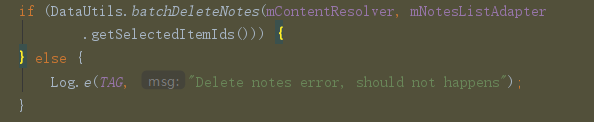 if (DataUtils.batchDeleteNotes(mContentResolver, mNotesListAdapter
.getSelectedItemIds())) {
} else {
Log.e(TAG, msg: "Delete notes error, should not happens");
}